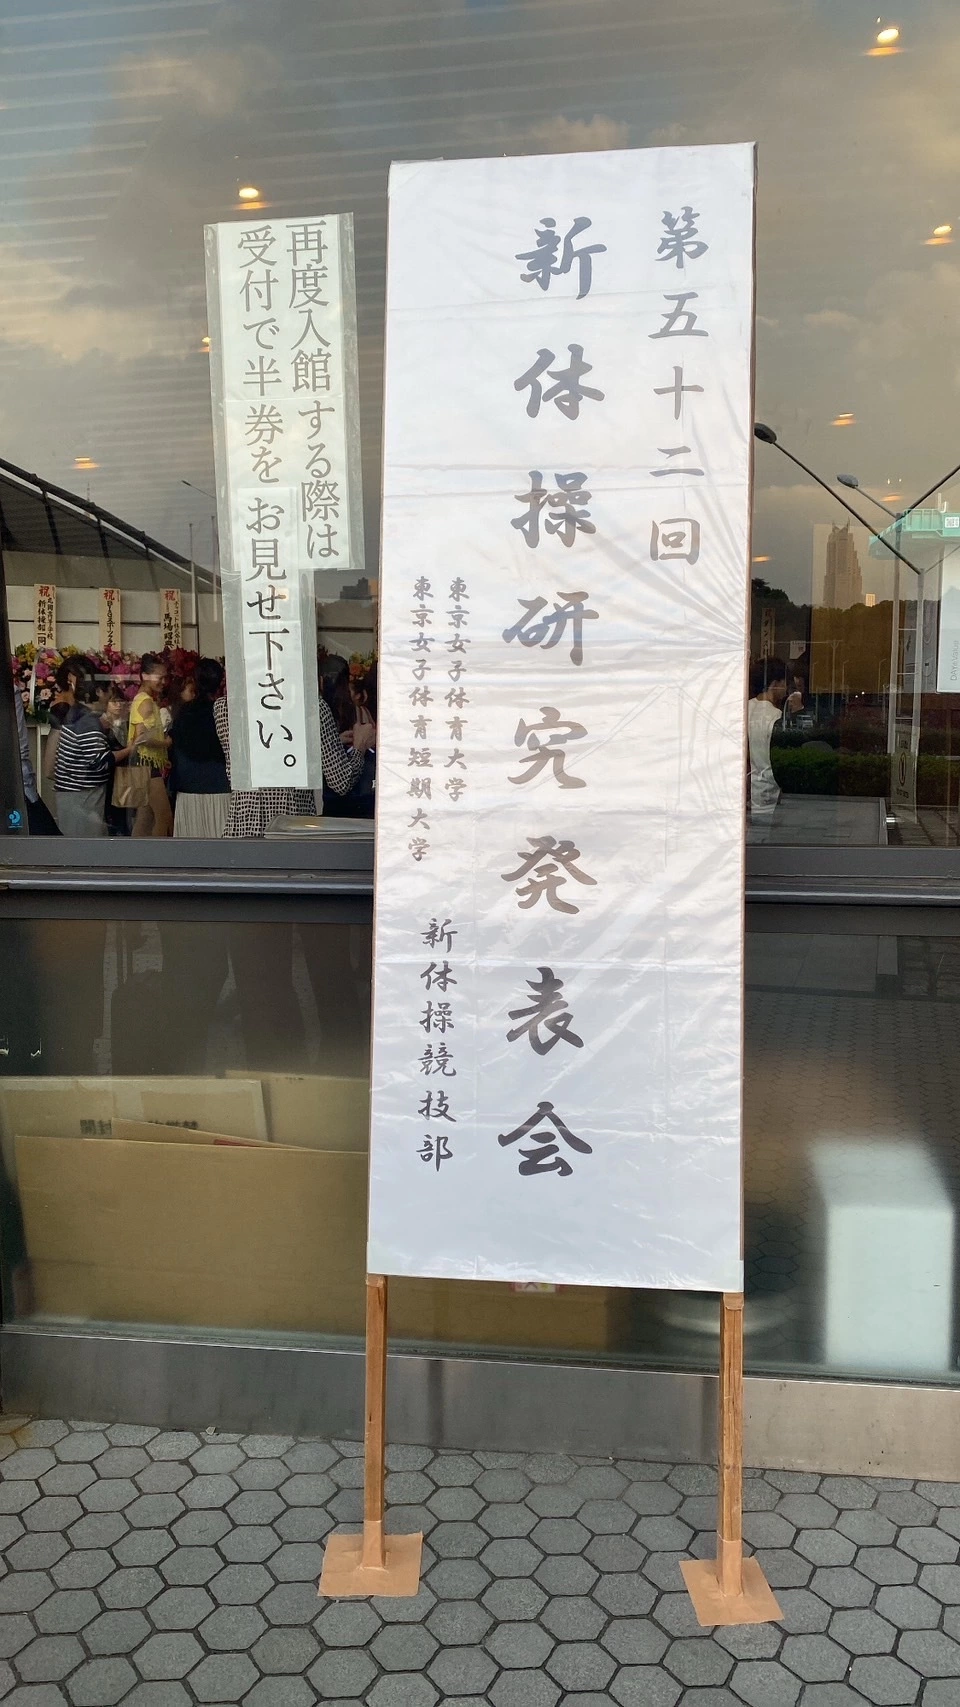 第五十二回
新体操研究発表会
東京女子体育大学
東京女子体育短期大学
新体操競技部
再度入館する際は
受付で半券をお見せ下さい。
祝
祝
祝